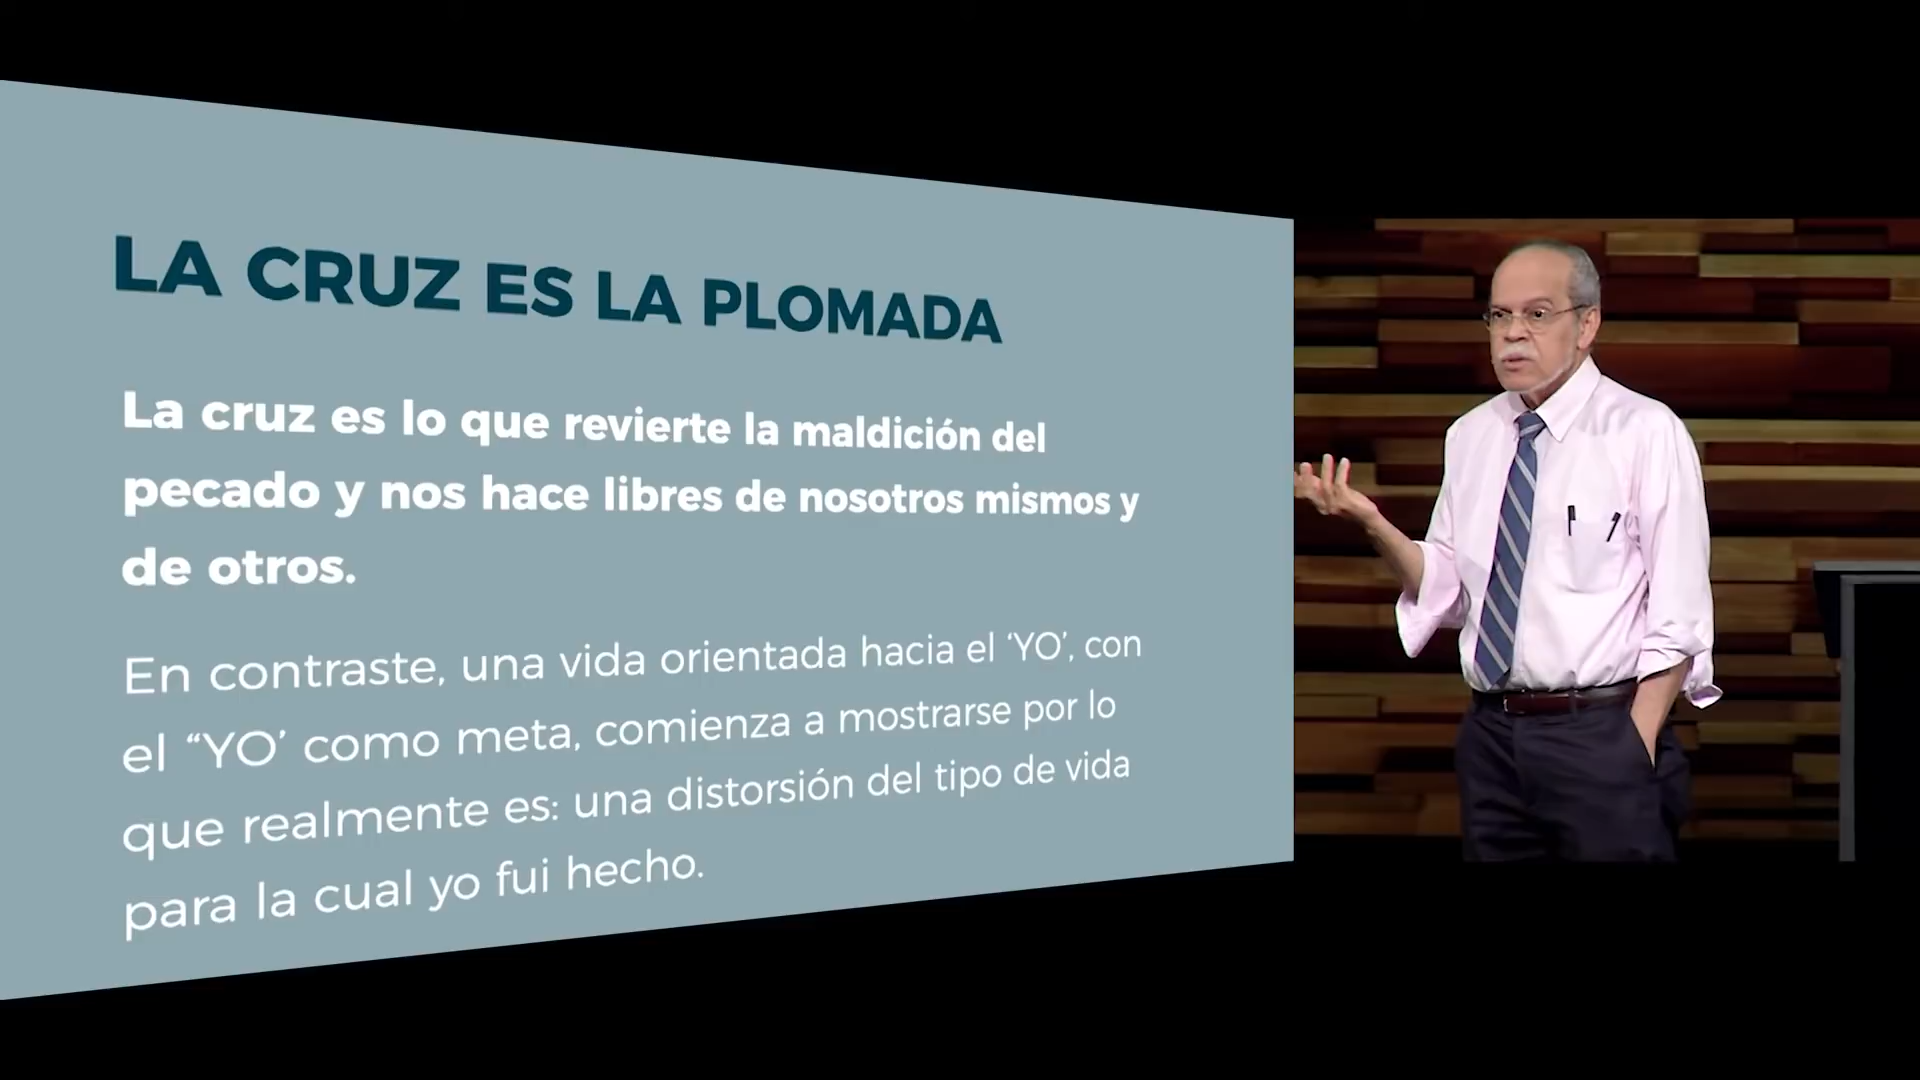 LA CRUZ ES LA PLOMADA
La cruz es lo que revierte la maldición del
pecado y nos hace libres de nosotros mismos y
de otros.
En contraste, una vida orientada hacia el ‘YO’, con
el “YO’ como meta, comienza a mostrarse por lo
que realmente es: una distorsión del tipo de vida
para la cual yo fui hecho.